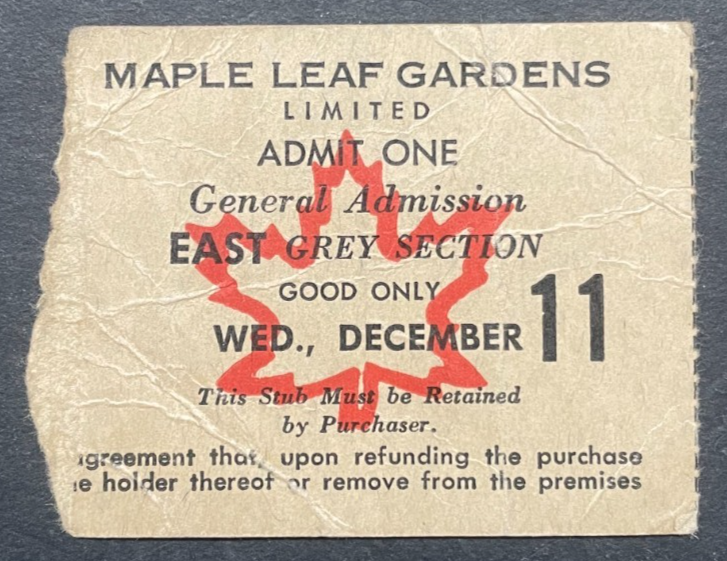 MAPLE LEAF GARDENS
LIMITED
ADMIT ONE
General Admission
EAST GREY SECTION
GOOD ONLY
WED., DECEMBER 11
This Stub Must be Retained
by Purchaser.
agreement that, upon refunding the purchase
holder thereof or remove from the premises